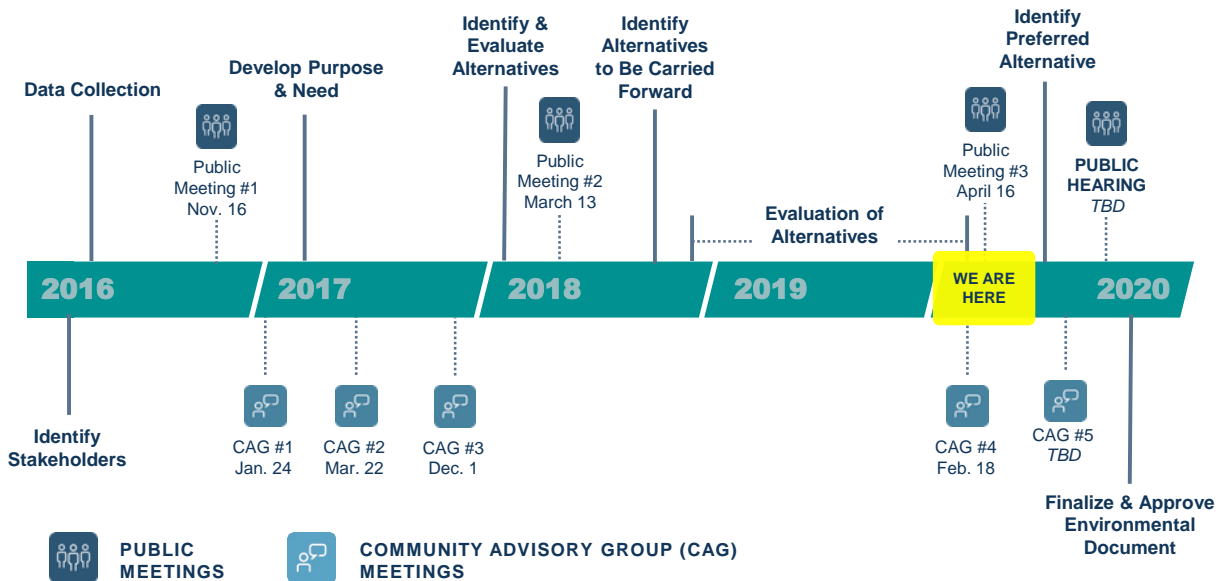 Data Collection
Public
Meeting #1
Nov. 16
Develop Purpose
& Need
Identify &
Evaluate
Alternatives
Public
Meeting #2
March 13
Identify
Alternatives
to Be Carried
Forward
Evaluation of
Alternatives
Public
Meeting #3
April 16
Identify
Preferred
Alternative
PUBLIC
HEARING
TBD
2016
2017
2018
2019
WE ARE
HERE
2020
Identify
Stakeholders
CAG #1
Jan. 24
CAG #2
Mar. 22
CAG #3
Dec. 1
CAG #4
Feb. 18
CAG #5
TBD
Finalize & Approve
Environmental
Document
PUBLIC
MEETINGS
COMMUNITY ADVISORY GROUP (CAG)
MEETINGS